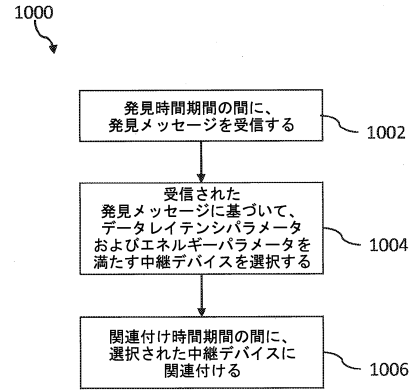 1000
発見時間期間の間に、
発見メッセージを受信する
1002
受信された
発見メッセージに基づいて、
データレイテンシパラメータ
およびエネルギーパラメータを
満たす中継デバイスを選択する
1004
関連付け時間期間の間に、
選択された中継デバイスに
関連付ける
1006